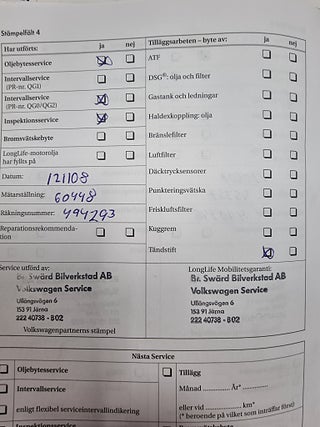 Stämpelfält 4
Har utförts: ja nej
Oljebytesservice
Intervallservice
(PR-nr. QG1)
Intervallservice
(PR-nr. QG0/QG2)
Inspektionsservice
Bromsvätskebyte
LongLife-motorolja
har fyllts på
Datum: 121108
Mätarställning: 60448
Räkningsnummer: 494293
Reparationsrekommenda-
tion
Tilläggsarbeten – byte av: ja nej
ATF
DSG®: olja och filter
Gastank och ledningar
Haldexkoppling: olja
Bränslefilter
Luftfilter
Däcktrycksensorer
Punkteringsvätska
Friskluftsfilter
Kuggrem
Tändstift
Service utförd av:
Br. Swärd Bilverkstad AB
Volkswagen Service
Ullängsvägen 6
153 91 Järna
222 40738 - B02
Volkswagenpartnerns stämpel
LongLife Mobilitetsgaranti:
Br. Swärd Bilverkstad AB
Volkswagen Service
Ullängsvägen 6
153 91 Järna
222 40738 - B02
Nästa Service
Oljebytesservice
Intervallservice
enligt flexibel serviceintervallindikering
Inspektionsservice
Tillägg
Månad ............ År* ............
eller vid ............ km*
(* beroende på vilket som inträffar först)